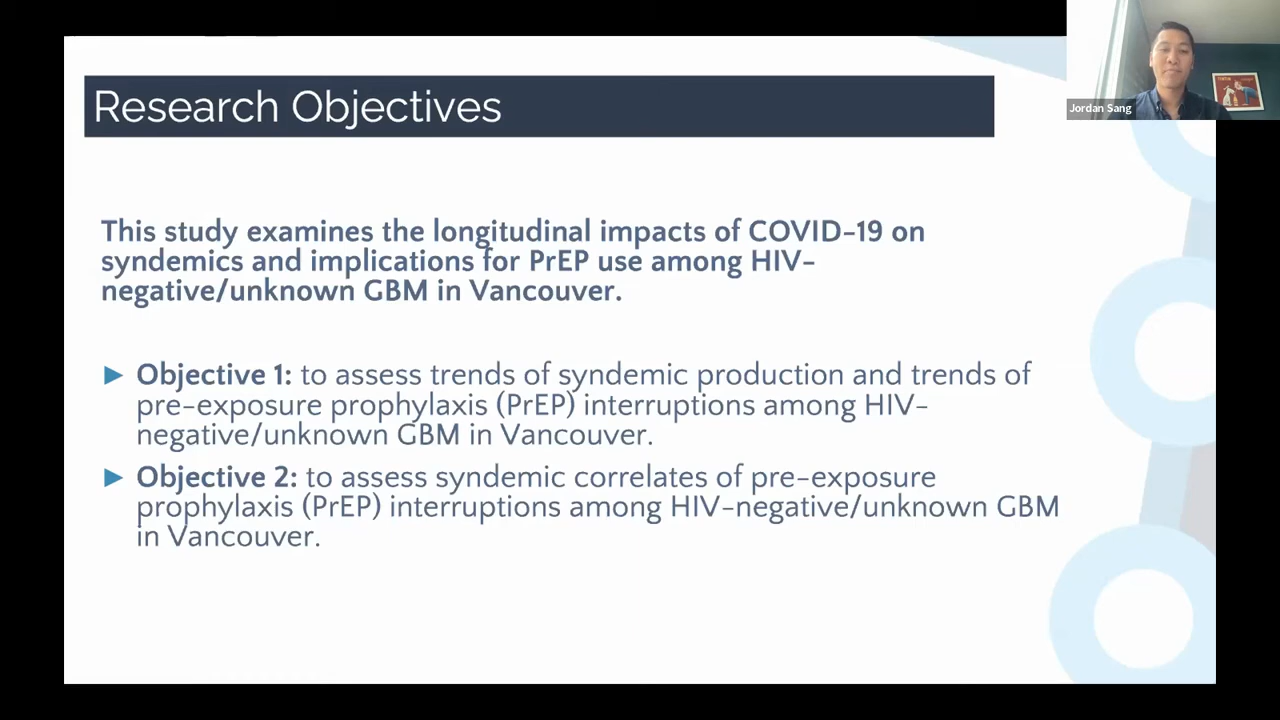 Research Objectives
Jordan Sang
This study examines the longitudinal impacts of COVID-19 on
syndemics and implications for PrEP use among HIV-
negative/unknown GBM in Vancouver.
► Objective 1: to assess trends of syndemic production and trends of
pre-exposure prophylaxis (PrEP) interruptions among HIV-
negative/unknown GBM in Vancouver.
► Objective 2: to assess syndemic correlates of pre-exposure
prophylaxis (PrEP) interruptions among HIV-negative/unknown GBM
in Vancouver.